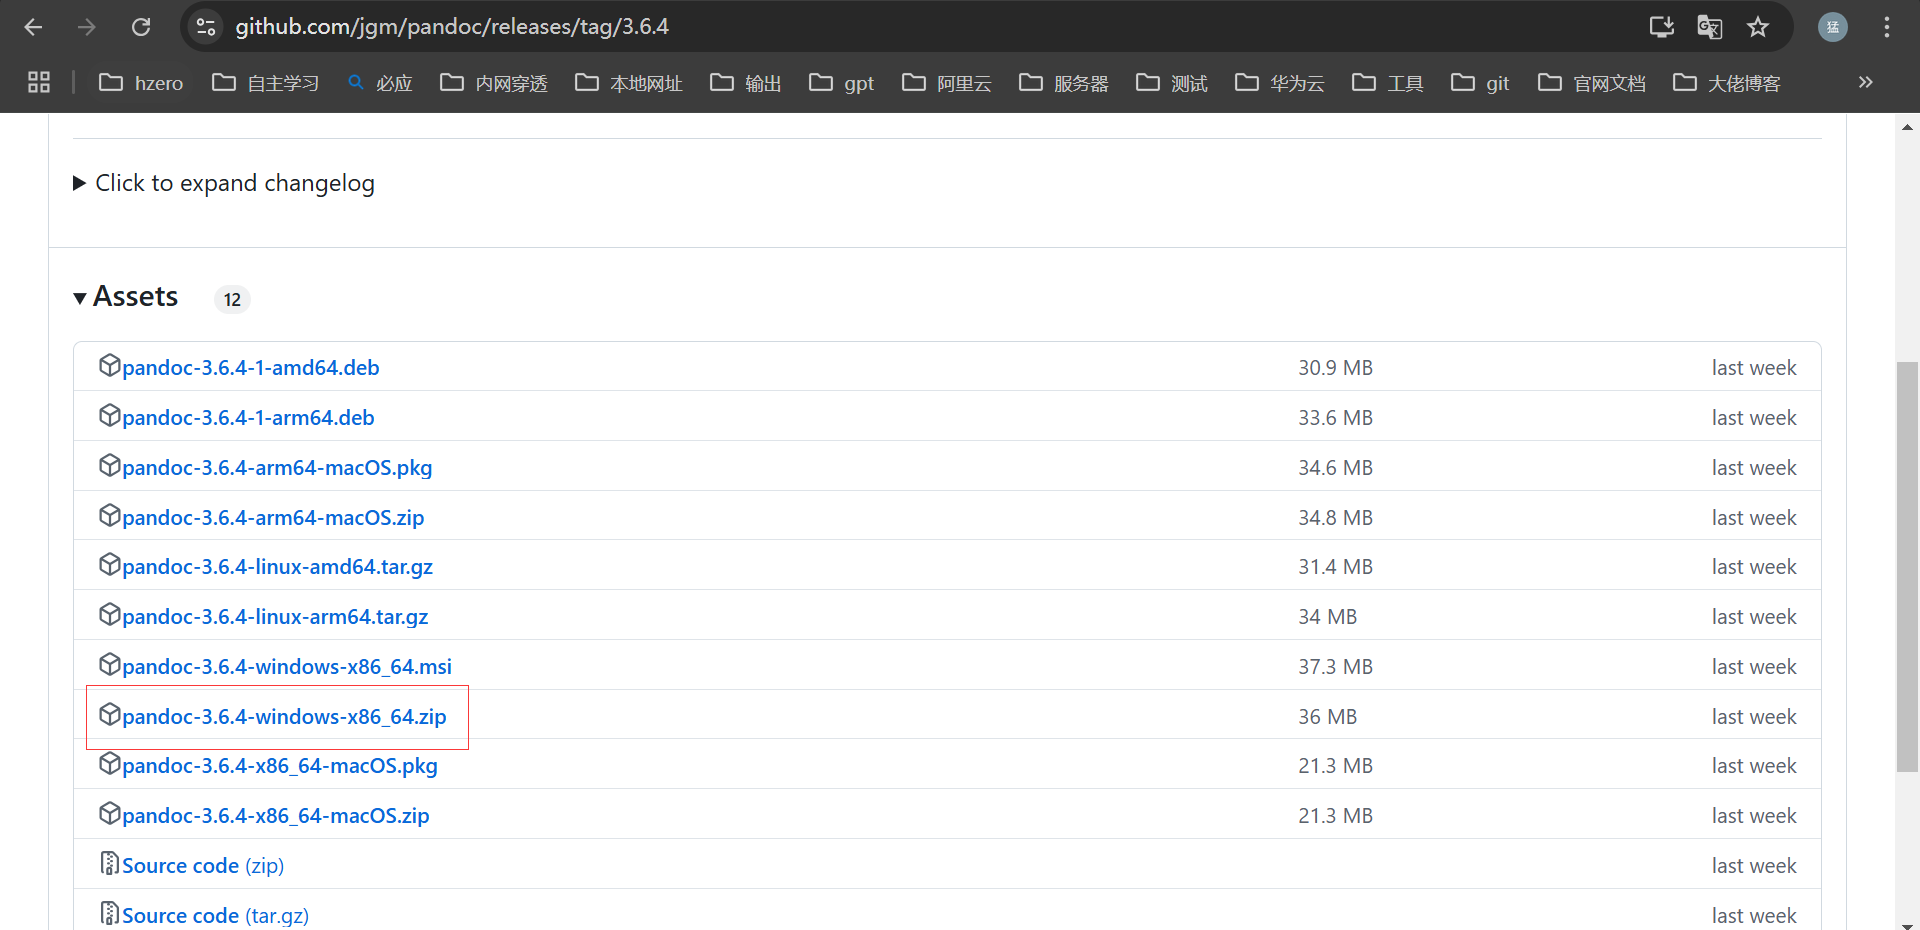 github.com/jgm/pandoc/releases/tag/3.6.4 猛
hzero 自主学习 必应 内网穿透 本地网址 输出 gpt 阿里云 服务器 测试 华为云 工具 git 官网文档 大佬博客
Click to expand changelog
Assets 12
pandoc-3.6.4-1-amd64.deb 30.9 MB last week
pandoc-3.6.4-1-arm64.deb 33.6 MB last week
pandoc-3.6.4-arm64-macOS.pkg 34.6 MB last week
pandoc-3.6.4-arm64-macOS.zip 34.8 MB last week
pandoc-3.6.4-linux-amd64.tar.gz 31.4 MB last week
pandoc-3.6.4-linux-arm64.tar.gz 34 MB last week
pandoc-3.6.4-windows-x86_64.msi 37.3 MB last week
pandoc-3.6.4-windows-x86_64.zip 36 MB last week
pandoc-3.6.4-x86_64-macOS.pkg 21.3 MB last week
pandoc-3.6.4-x86_64-macOS.zip 21.3 MB last week
Source code (zip) last week
Source code (tar.gz) last week